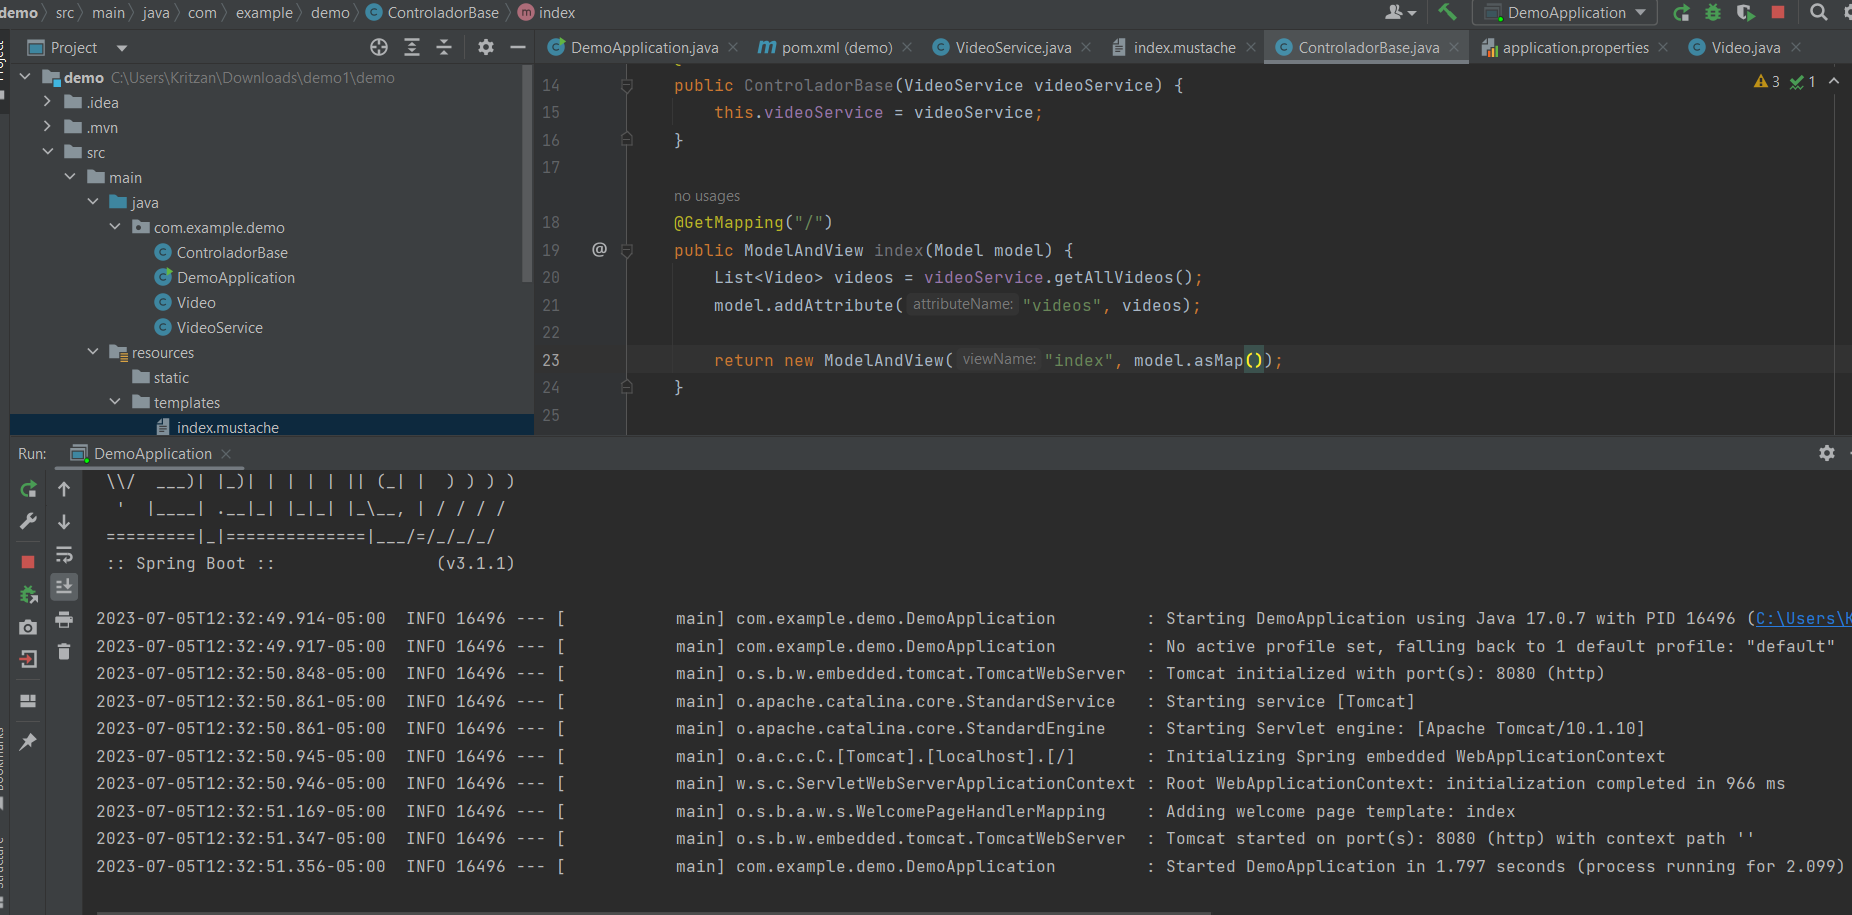 demo src main java com example demo ControladorBase index
DemoApplication
Project
DemoApplication.java pom.xml (demo) VideoService.java index.mustache ControladorBase.java application.properties Video.java
demo C:\Users\Kritzan\Downloads\demo1\demo
.idea
.mvn
src
main
java
com.example.demo
ControladorBase
DemoApplication
Video
VideoService
resources
static
templates
index.mustache
3 1
14 public ControladorBase(VideoService videoService) {
15 this.videoService = videoService;
16 }
17
no usages
18 @GetMapping("/")
19 @ public ModelAndView index(Model model) {
20 List<Video> videos = videoService.getAllVideos();
21 model.addAttribute( attributeName: "videos", videos);
22
23 return new ModelAndView( viewName: "index", model.asMap());
24 }
25
Run: DemoApplication
\\/  ___)| |_)| | | | | || (_| |  ) ) ) )
'  |____| .__|_| |_|_| |_\__, | / / / /
=========|_|==============|___/=/_/_/_/
:: Spring Boot ::                (v3.1.1)
2023-07-05T12:32:49.914-05:00  INFO 16496 --- [           main] com.example.demo.DemoApplication         : Starting DemoApplication using Java 17.0.7 with PID 16496 (C:\Users\K
2023-07-05T12:32:49.917-05:00  INFO 16496 --- [           main] com.example.demo.DemoApplication         : No active profile set, falling back to 1 default profile: "default"
2023-07-05T12:32:50.848-05:00  INFO 16496 --- [           main] o.s.b.w.embedded.tomcat.TomcatWebServer  : Tomcat initialized with port(s): 8080 (http)
2023-07-05T12:32:50.861-05:00  INFO 16496 --- [           main] o.apache.catalina.core.StandardService   : Starting service [Tomcat]
2023-07-05T12:32:50.861-05:00  INFO 16496 --- [           main] o.apache.catalina.core.StandardEngine    : Starting Servlet engine: [Apache Tomcat/10.1.10]
2023-07-05T12:32:50.945-05:00  INFO 16496 --- [           main] o.a.c.c.C.[Tomcat].[localhost].[/]       : Initializing Spring embedded WebApplicationContext
2023-07-05T12:32:50.946-05:00  INFO 16496 --- [           main] w.s.c.ServletWebServerApplicationContext : Root WebApplicationContext: initialization completed in 966 ms
2023-07-05T12:32:51.169-05:00  INFO 16496 --- [           main] o.s.b.a.w.s.WelcomePageHandlerMapping    : Adding welcome page template: index
2023-07-05T12:32:51.347-05:00  INFO 16496 --- [           main] o.s.b.w.embedded.tomcat.TomcatWebServer  : Tomcat started on port(s): 8080 (http) with context path ''
2023-07-05T12:32:51.356-05:00  INFO 16496 --- [           main] com.example.demo.DemoApplication         : Started DemoApplication in 1.797 seconds (process running for 2.099)